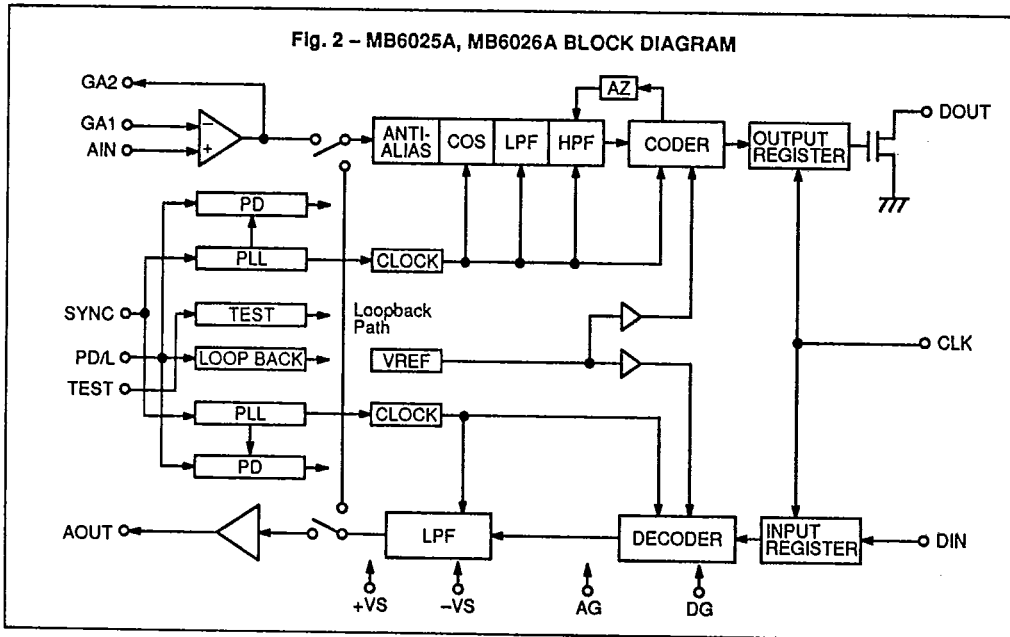 Fig. 2 – MB6025A, MB6026A BLOCK DIAGRAM
GA2
AZ
GA1
DOUT
AIN
ANTI-
ALIAS
COS
LPF
HPF
CODER
OUTPUT
REGISTER
PD
PLL
CLOCK
SYNC
TEST
Loopback
Path
PD/L
LOOP BACK
VREF
CLK
TEST
PLL
CLOCK
PD
AOUT
LPF
DECODER
INPUT
REGISTER
DIN
+VS
–VS
AG
DG